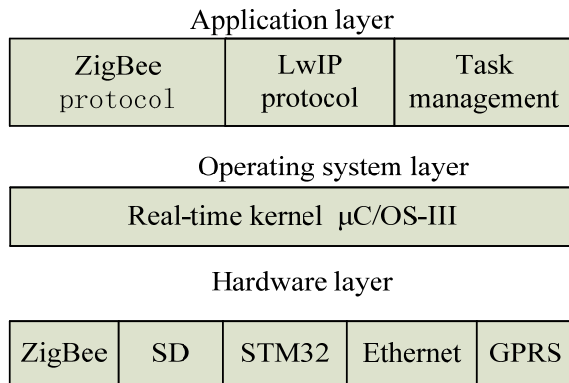 Application layer
ZigBee LwIP Task
protocol protocol management
Operating system layer
Real-time kernel μC/OS-III
Hardware layer
ZigBee SD STM32 Ethernet GPRS